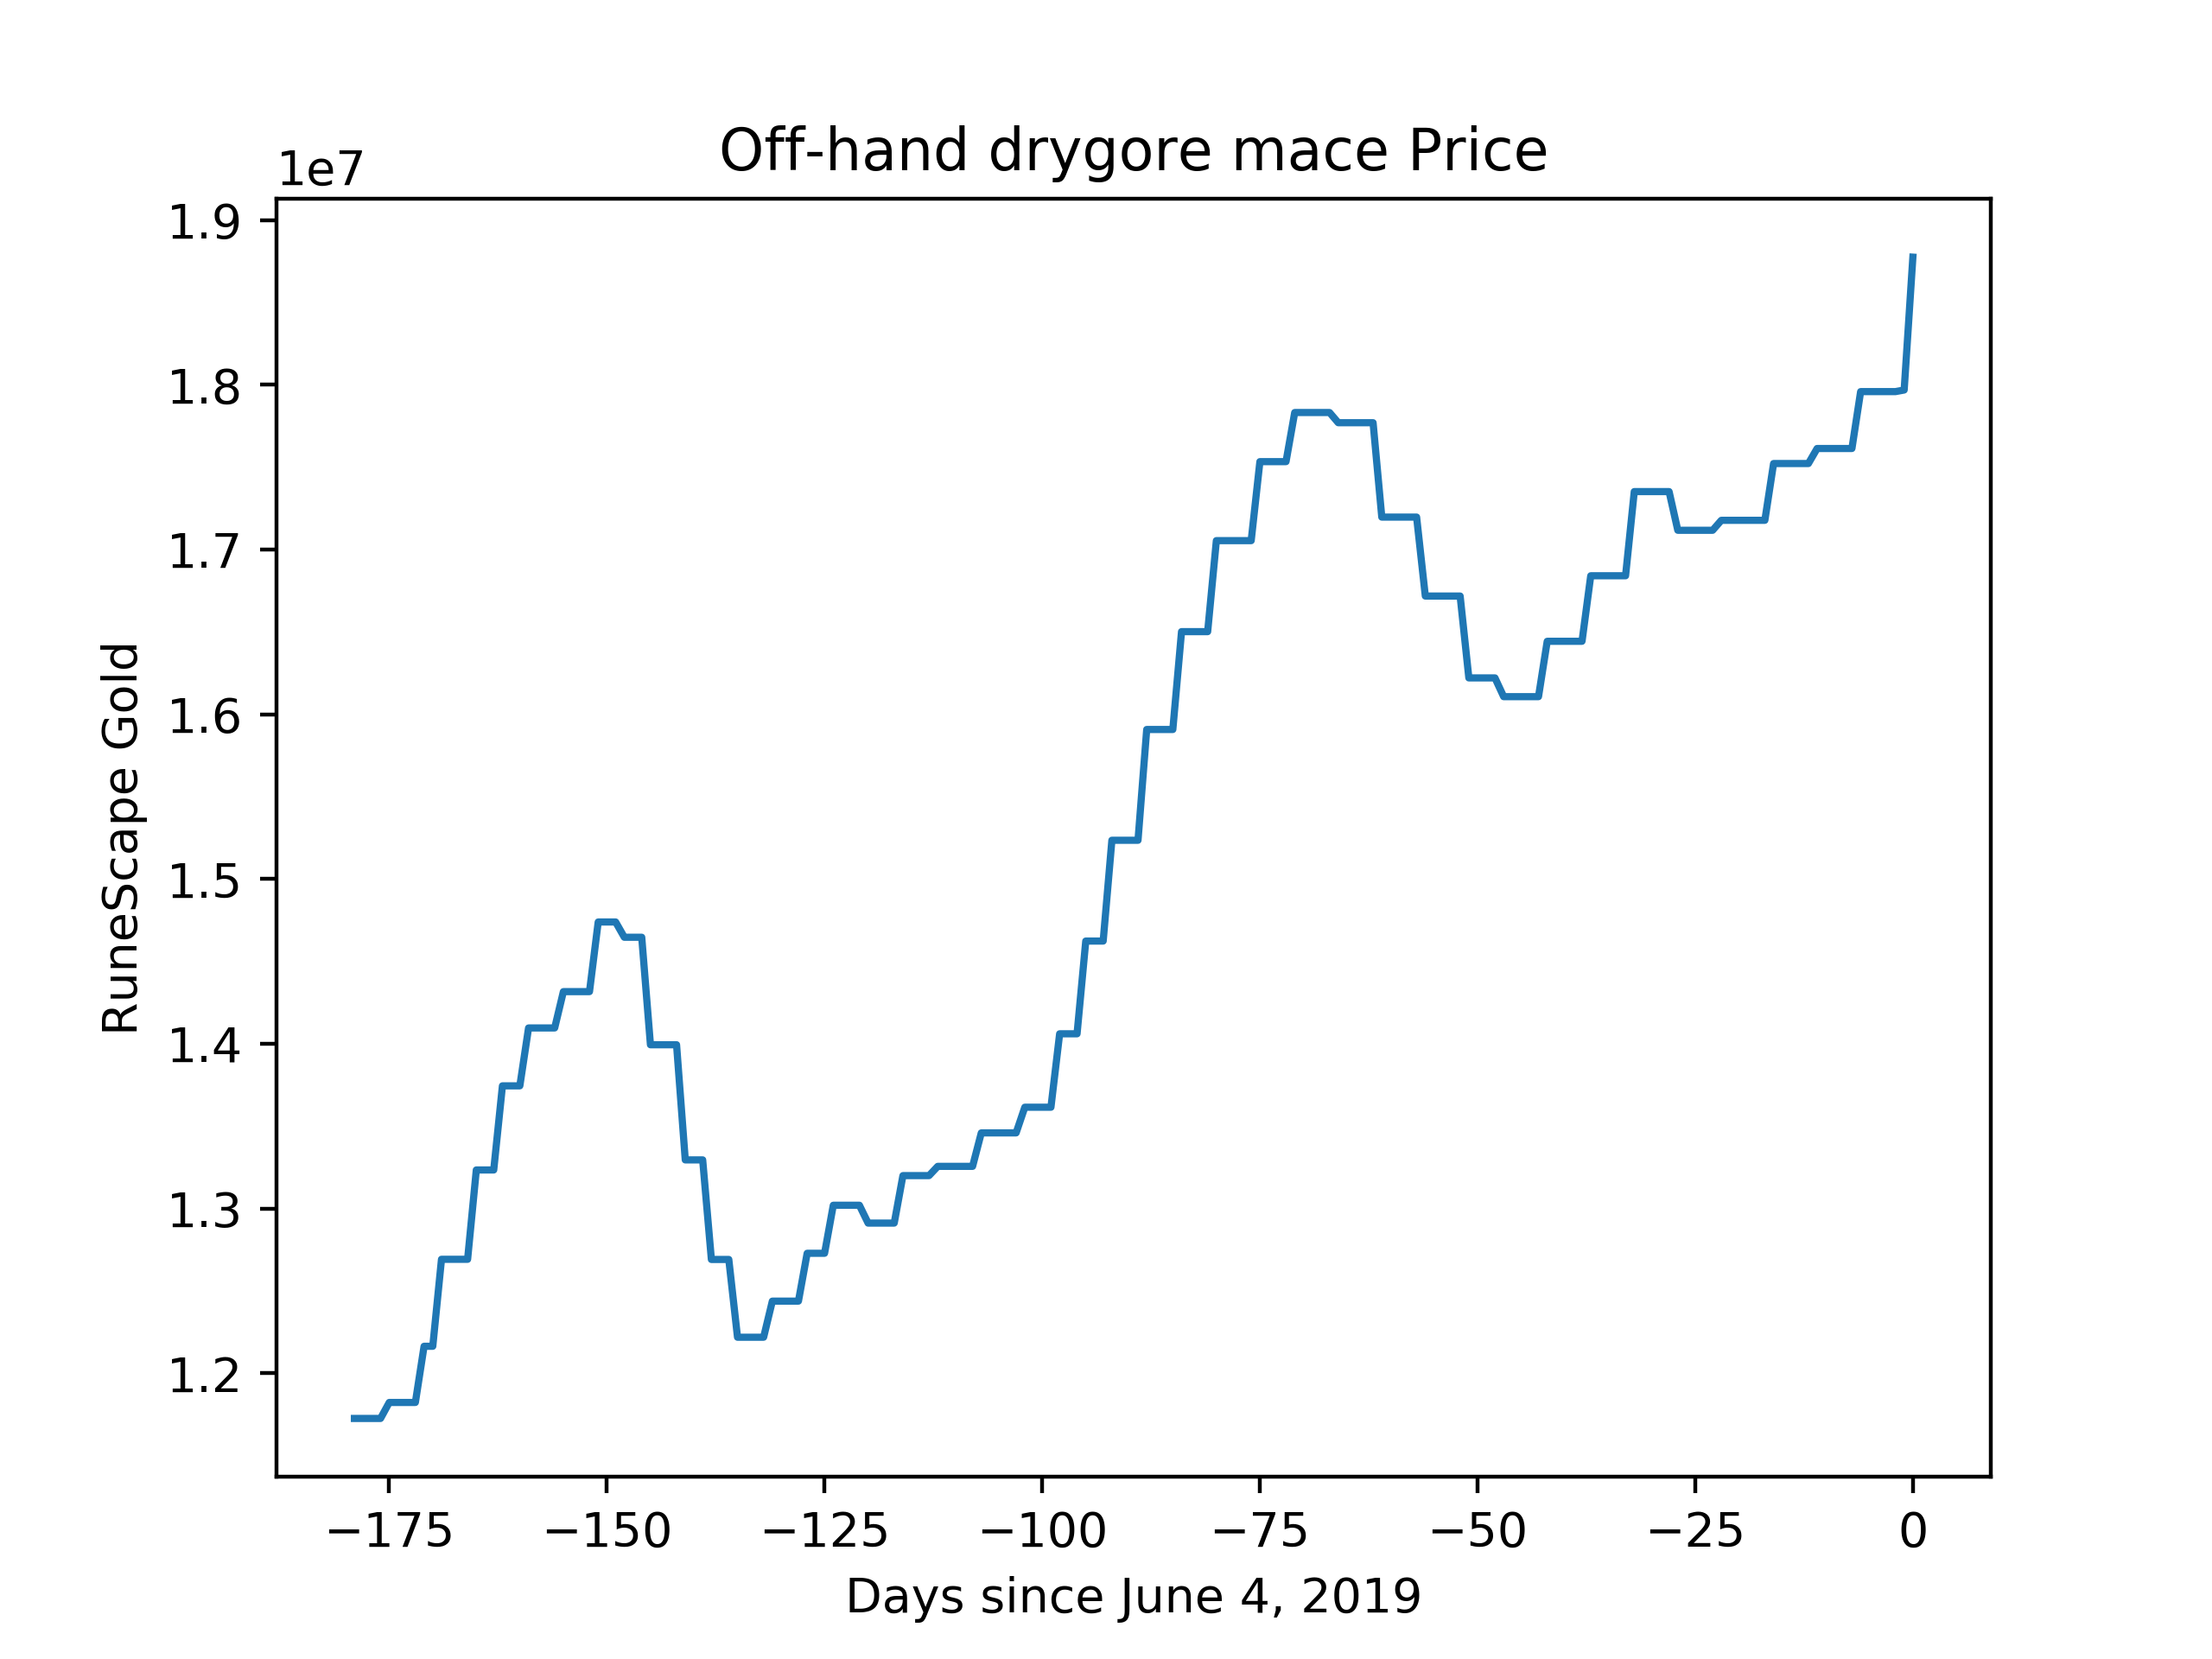 Off-hand drygore mace Price
1e7
1.9
1.8
1.7
1.6
1.5
1.4
1.3
1.2
RuneScape Gold
−175 −150 −125 −100 −75 −50 −25 0
Days since June 4, 2019